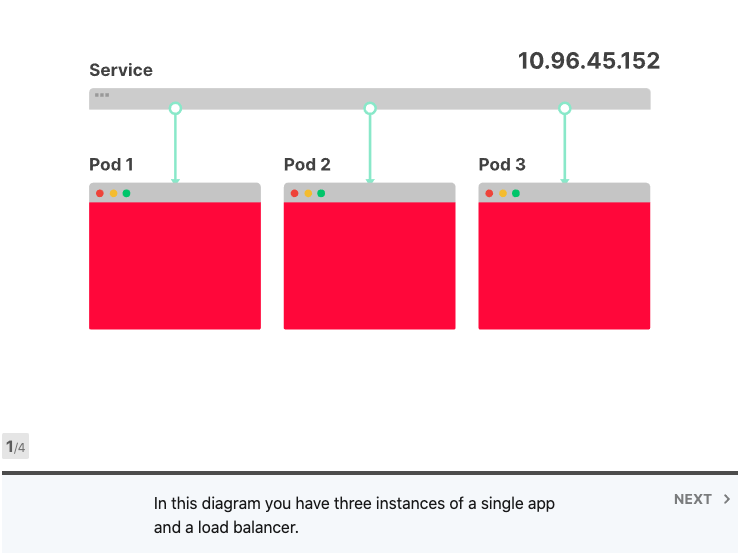 Service
10.96.45.152
Pod 1
Pod 2
Pod 3
1/4
In this diagram you have three instances of a single app
and a load balancer.
NEXT